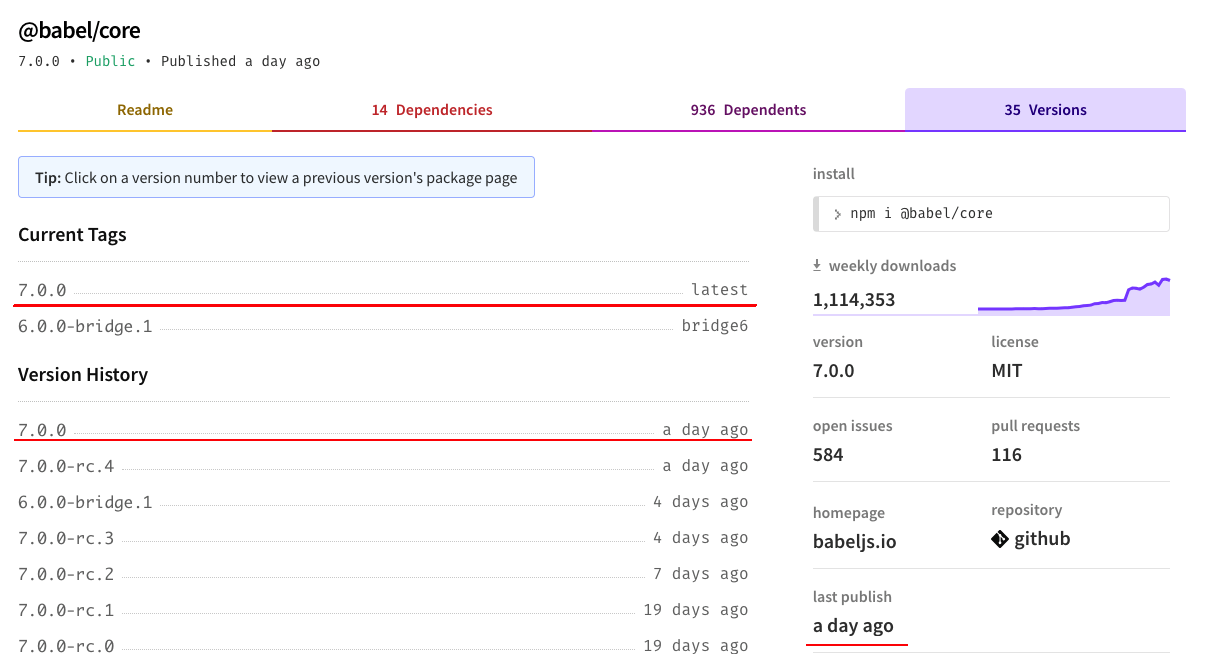 @babel/core
7.0.0 • Public • Published a day ago
Readme
14 Dependencies
936 Dependents
35 Versions
Tip: Click on a version number to view a previous version's package page
Current Tags
7.0.0 latest
6.0.0-bridge.1 bridge6
Version History
7.0.0 a day ago
7.0.0-rc.4 a day ago
6.0.0-bridge.1 4 days ago
7.0.0-rc.3 4 days ago
7.0.0-rc.2 7 days ago
7.0.0-rc.1 19 days ago
7.0.0-rc.0 19 days ago
install
npm i @babel/core
weekly downloads
1,114,353
version license
7.0.0 MIT
open issues pull requests
584 116
homepage repository
babeljs.io github
last publish
a day ago